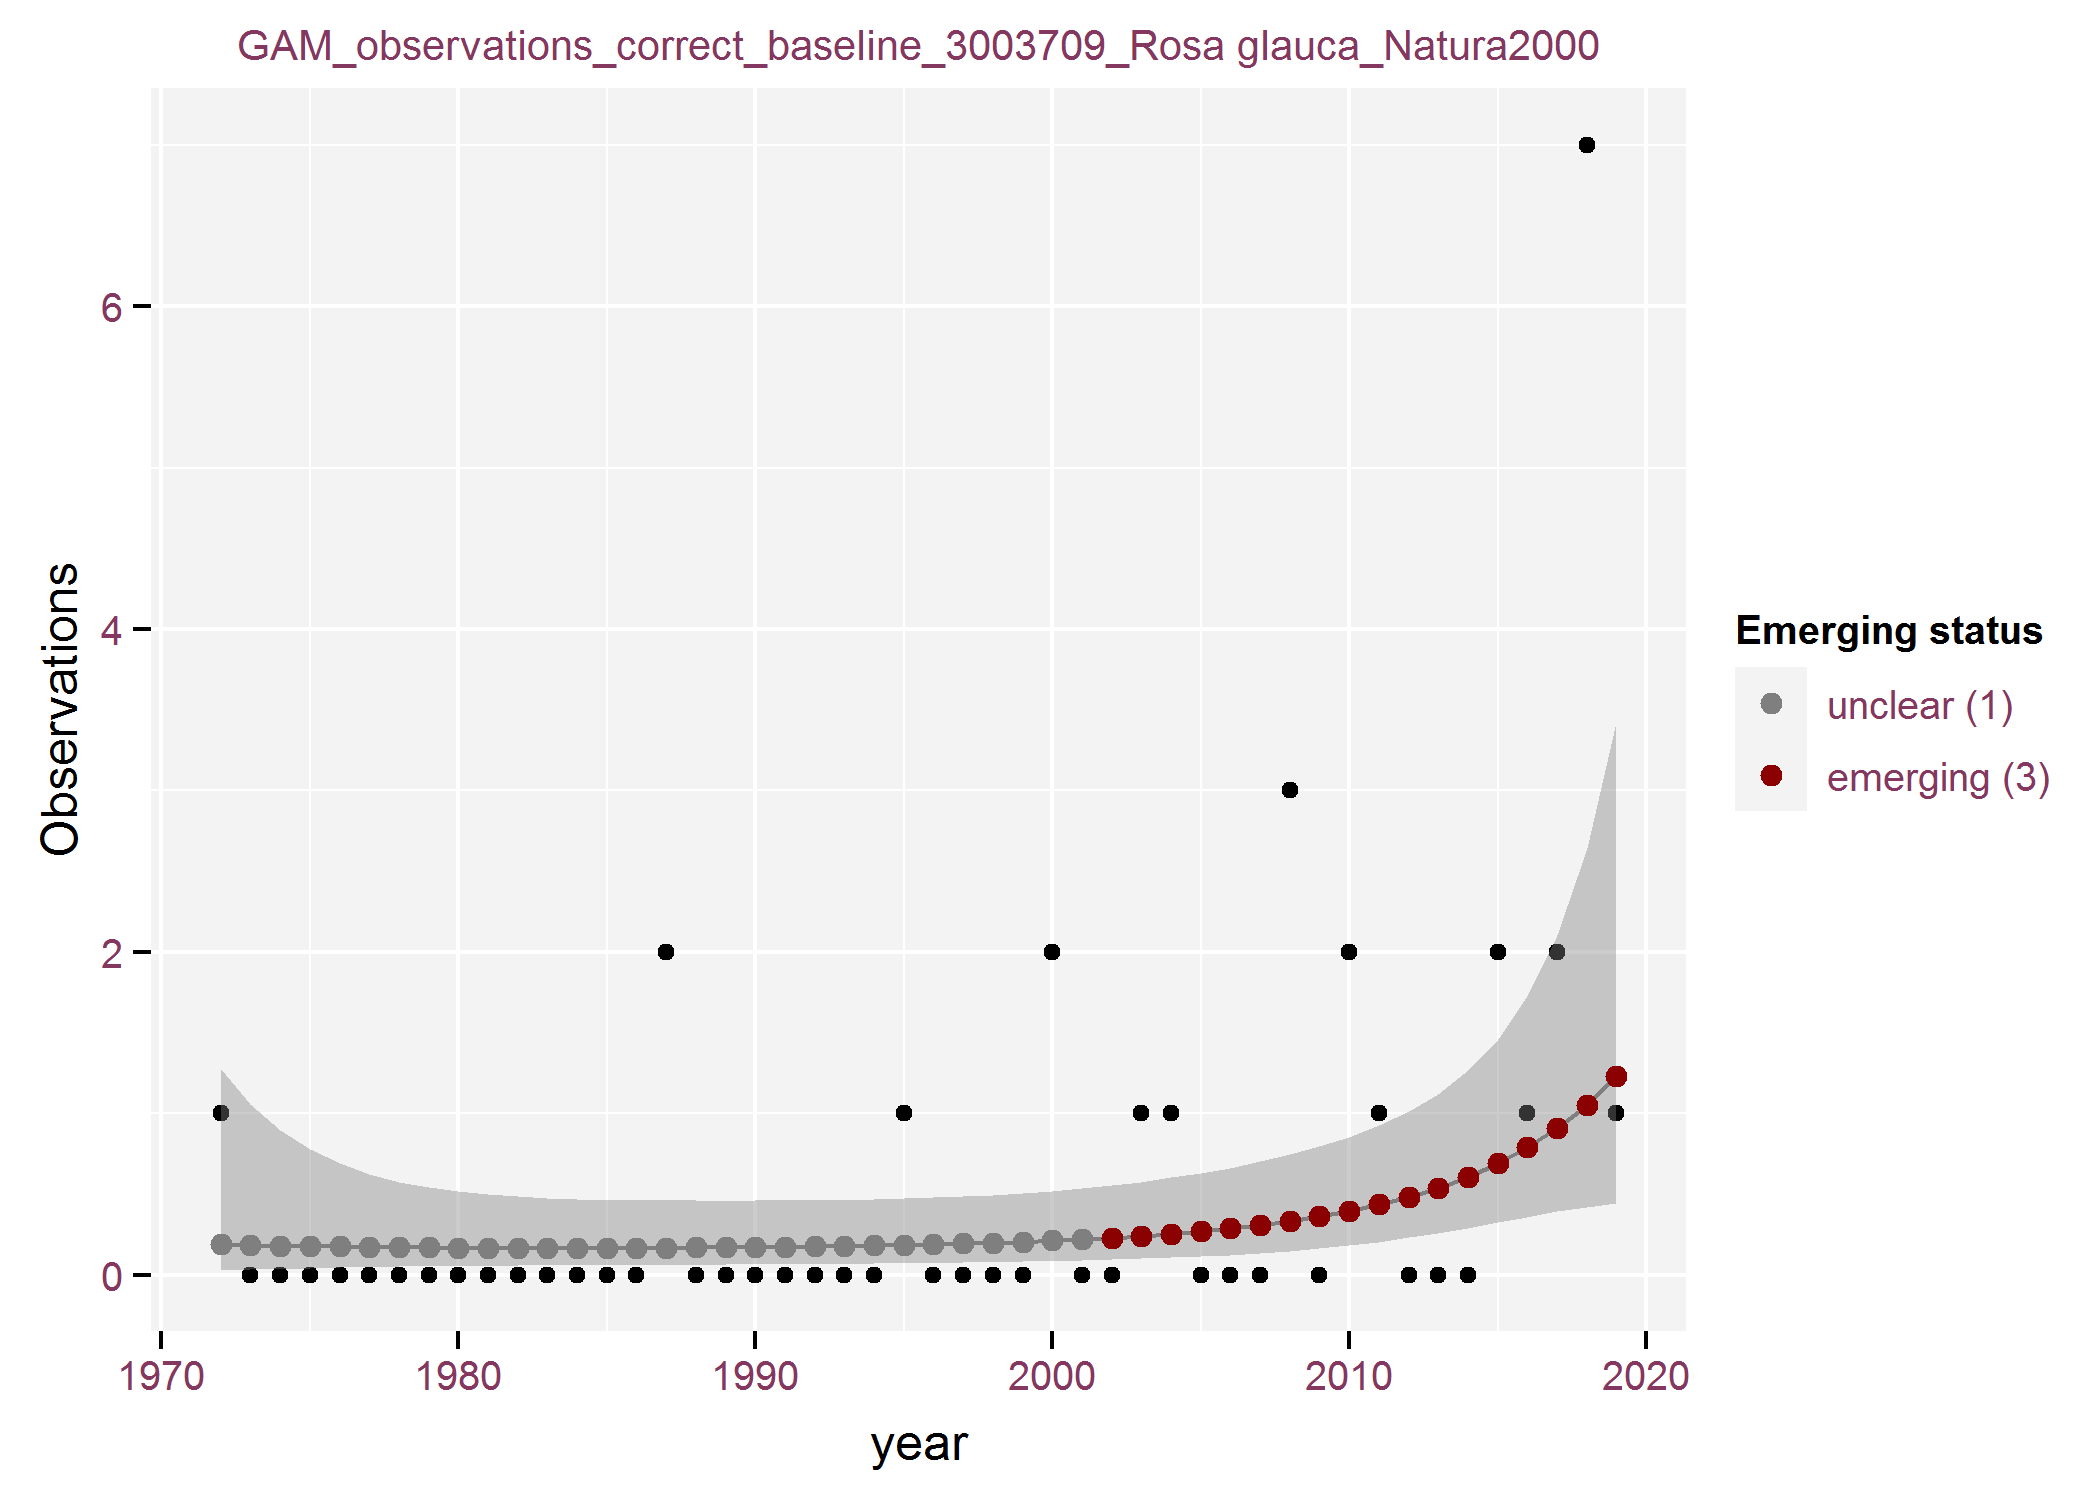 GAM_observations_correct_baseline_3003709_Rosa glauca_Natura2000
Observations
6
4
2
0
1970
1980
1990
2000
2010
2020
year
Emerging status
unclear (1)
emerging (3)